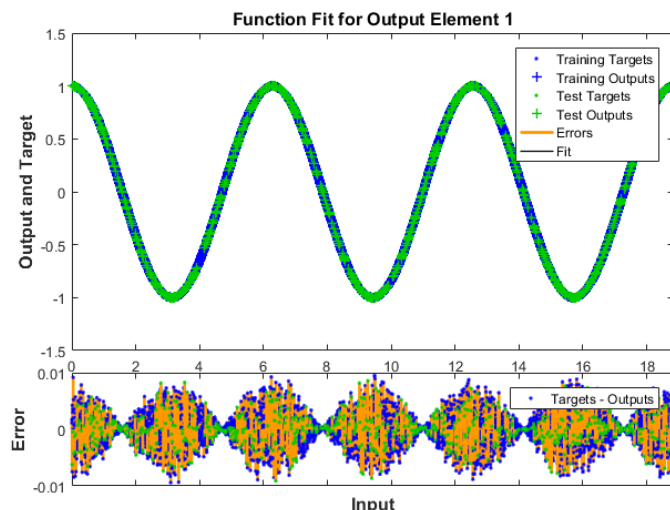 Function Fit for Output Element 1
1.5
1
0.5
0
-0.5
-1
-1.5
Output and Target
Training Targets
Training Outputs
Test Targets
Test Outputs
Errors
Fit
0 2 4 6 8 10 12 14 16 18
0.01
0
-0.01
Error
Targets - Outputs
Input